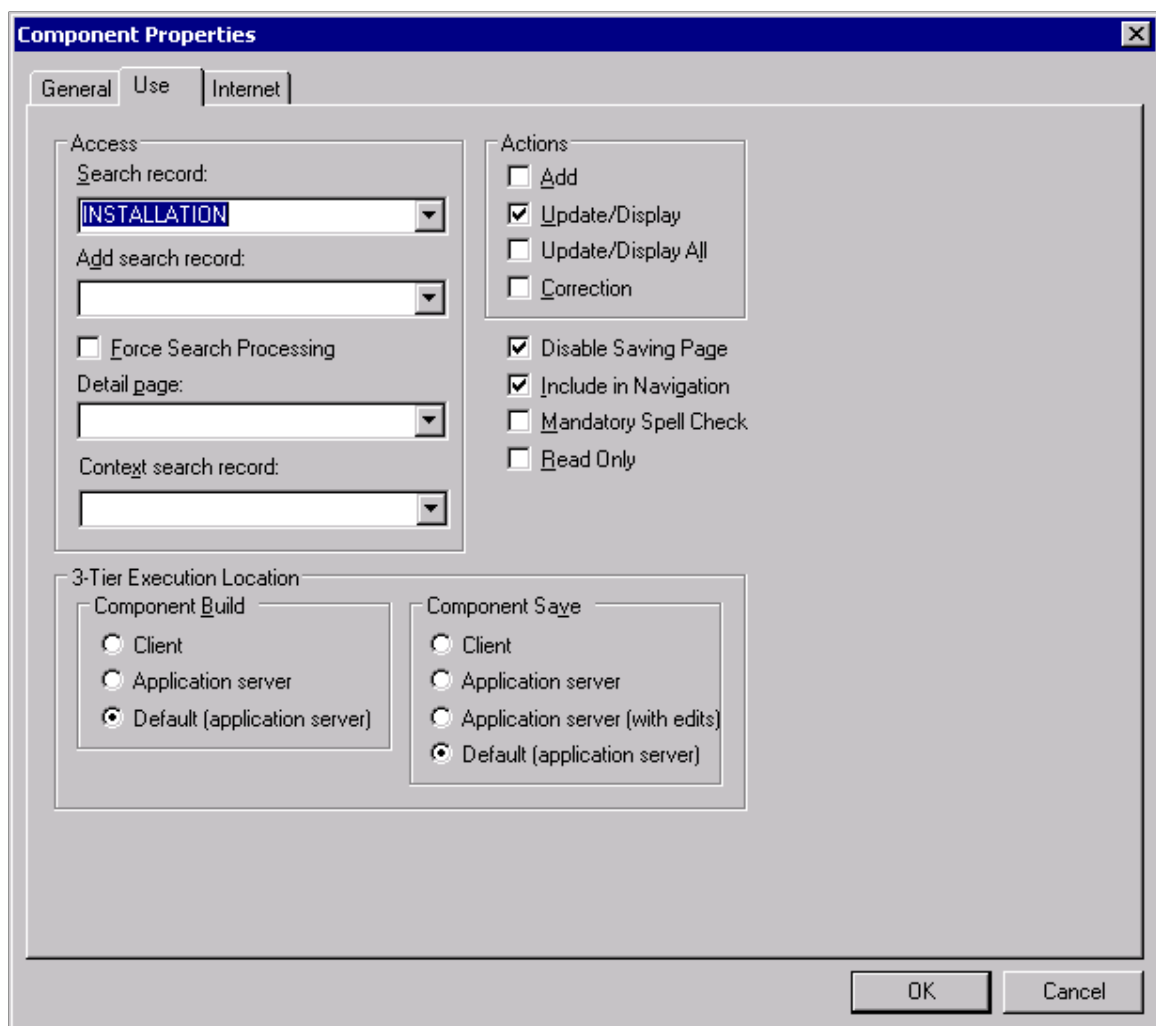 Component Properties
General Use Internet
Access
Search record:
INSTALLATION
Add search record:
Force Search Processing
Detail page:
Context search record:
Actions
Add
Update/Display
Update/Display All
Correction
Disable Saving Page
Include in Navigation
Mandatory Spell Check
Read Only
3-Tier Execution Location
Component Build
Client
Application server
Default (application server)
Component Save
Client
Application server
Application server (with edits)
Default (application server)
OK Cancel